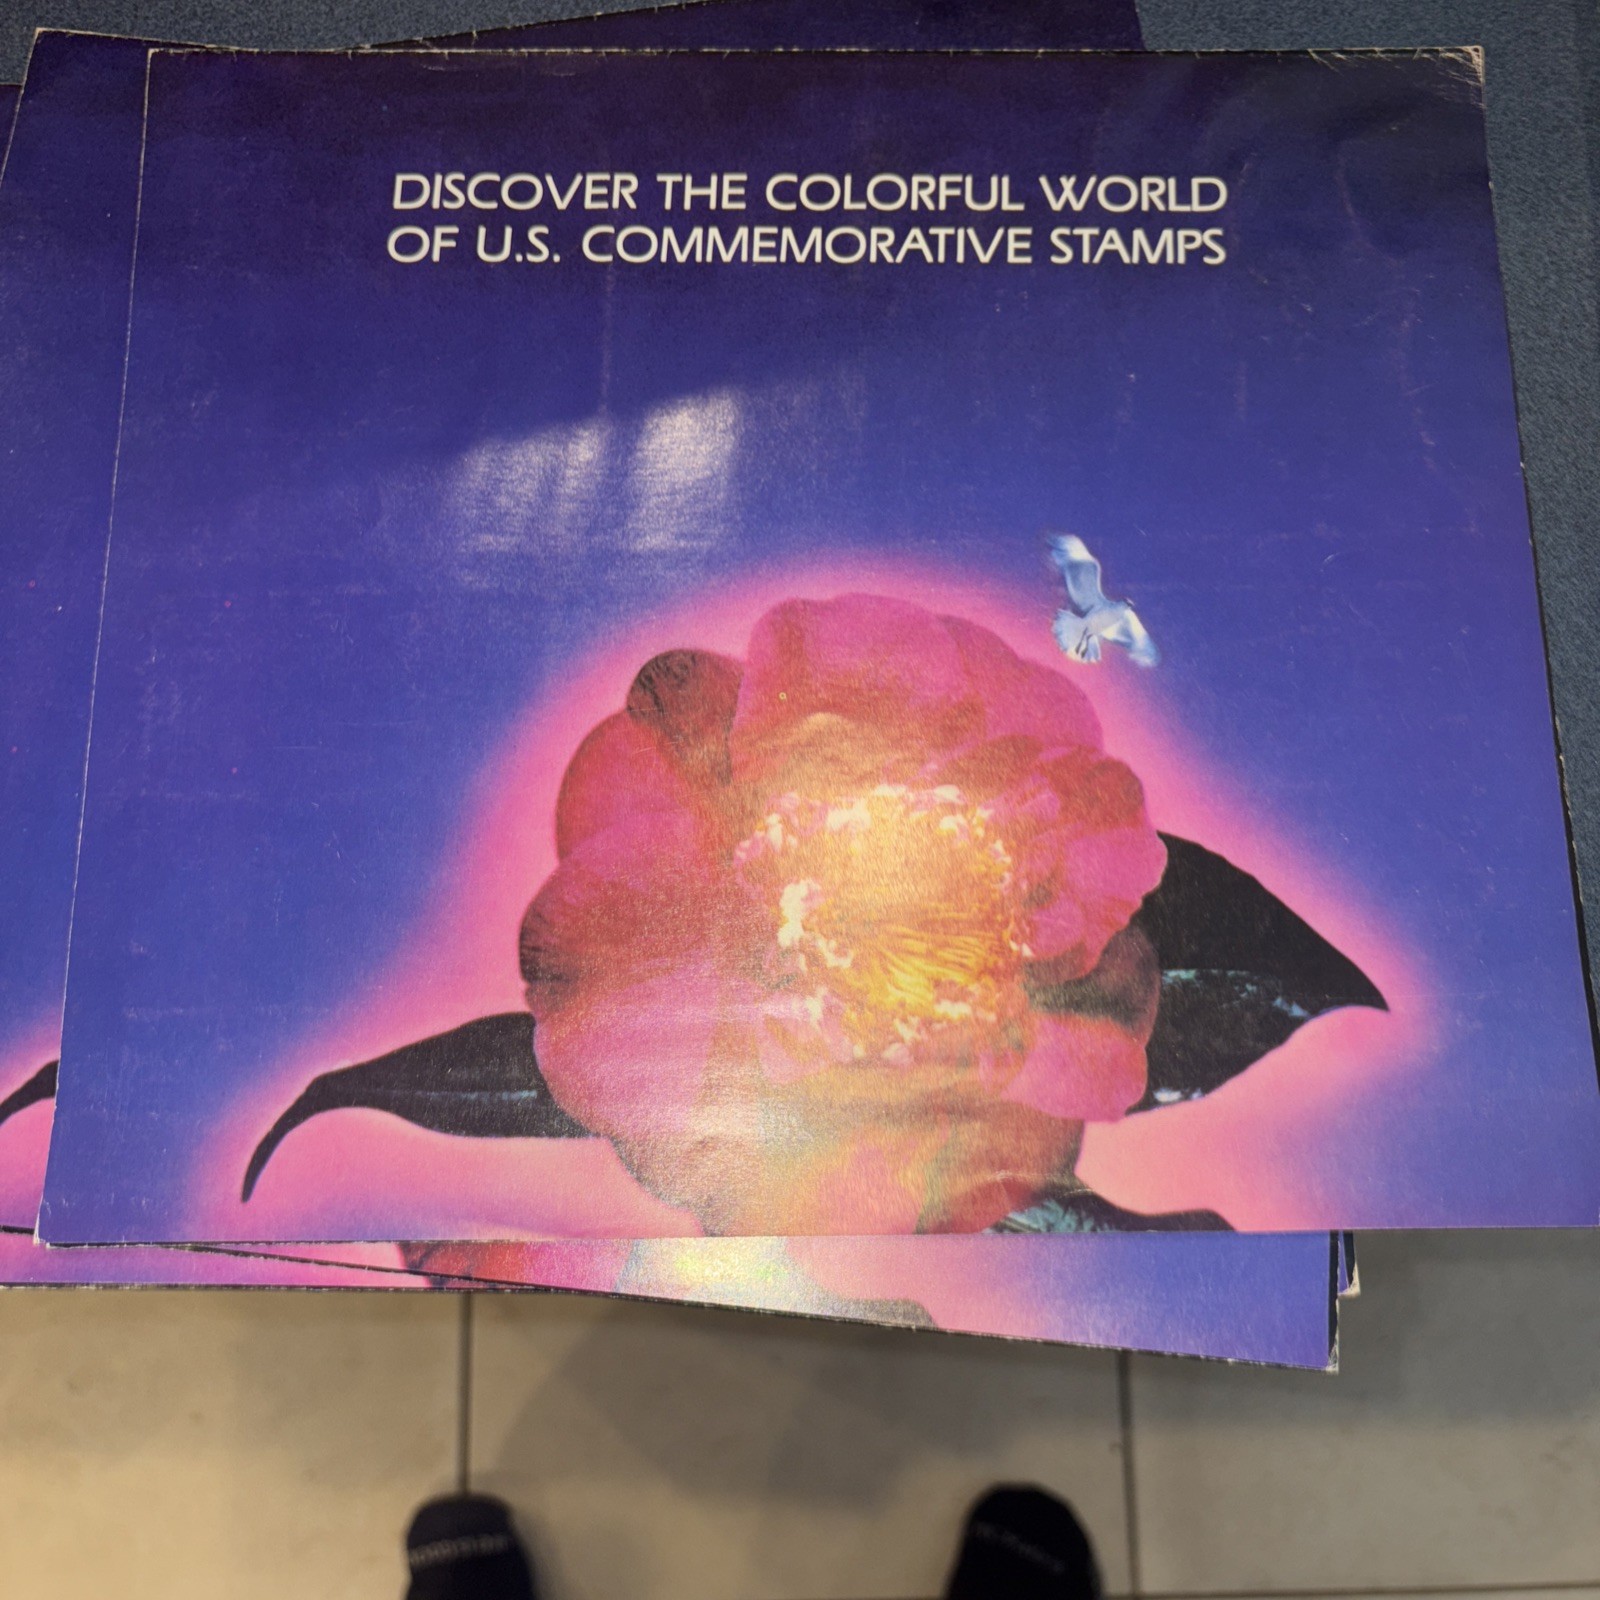 DISCOVER THE COLORFUL WORLD
OF U.S. COMMEMORATIVE STAMPS